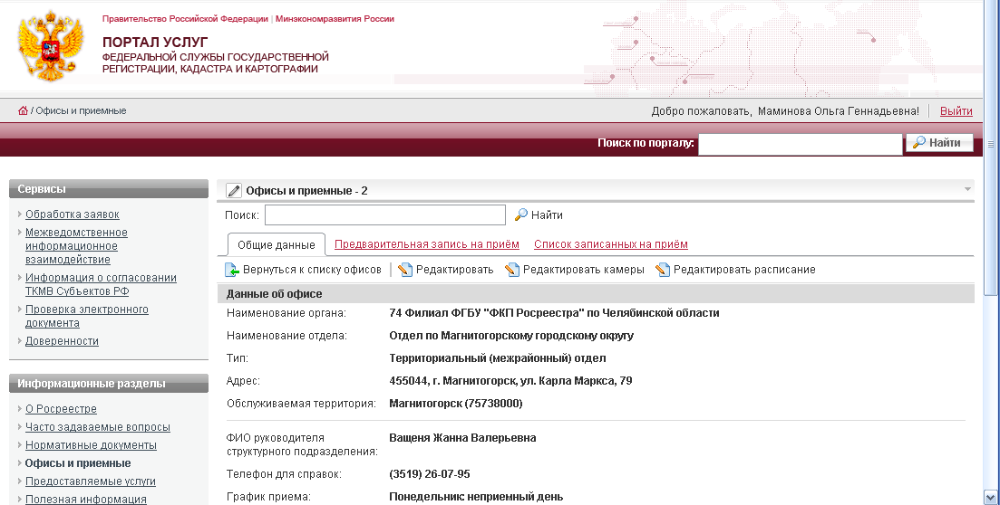 Правительство Российской Федерации | Минэкономразвития России
ПОРТАЛ УСЛУГ
ФЕДЕРАЛЬНОЙ СЛУЖБЫ ГОСУДАРСТВЕННОЙ
РЕГИСТРАЦИИ, КАДАСТРА И КАРТОГРАФИИ
/ Офисы и приемные
Добро пожаловать, Маминова Ольга Геннадьевна!
Выйти
Поиск по порталу:
Найти
Сервисы
Обработка заявок
Межведомственное
информационное
взаимодействие
Информация о согласовании
ТКМВ Субъектов РФ
Проверка электронного
документа
Доверенности
Информационные разделы
О Росреестре
Часто задаваемые вопросы
Нормативные документы
Офисы и приемные
Предоставляемые услуги
Полезная информация
Офисы и приемные - 2
Поиск:
Найти
Общие данные
Предварительная запись на приём
Список записанных на приём
Вернуться к списку офисов
Редактировать
Редактировать камеры
Редактировать расписание
Данные об офисе
Наименование органа: 74 Филиал ФГБУ "ФКП Росреестра" по Челябинской области
Наименование отдела: Отдел по Магнитогорскому городскому округу
Тип: Территориальный (межрайонный) отдел
Адрес: 455044, г. Магнитогорск, ул. Карла Маркса, 79
Обслуживаемая территория: Магнитогорск (75738000)
ФИО руководителя Ващеня Жанна Валерьевна
структурного подразделения:
Телефон для справок: (3519) 26-07-95
График приема: Понедельник: неприемный день